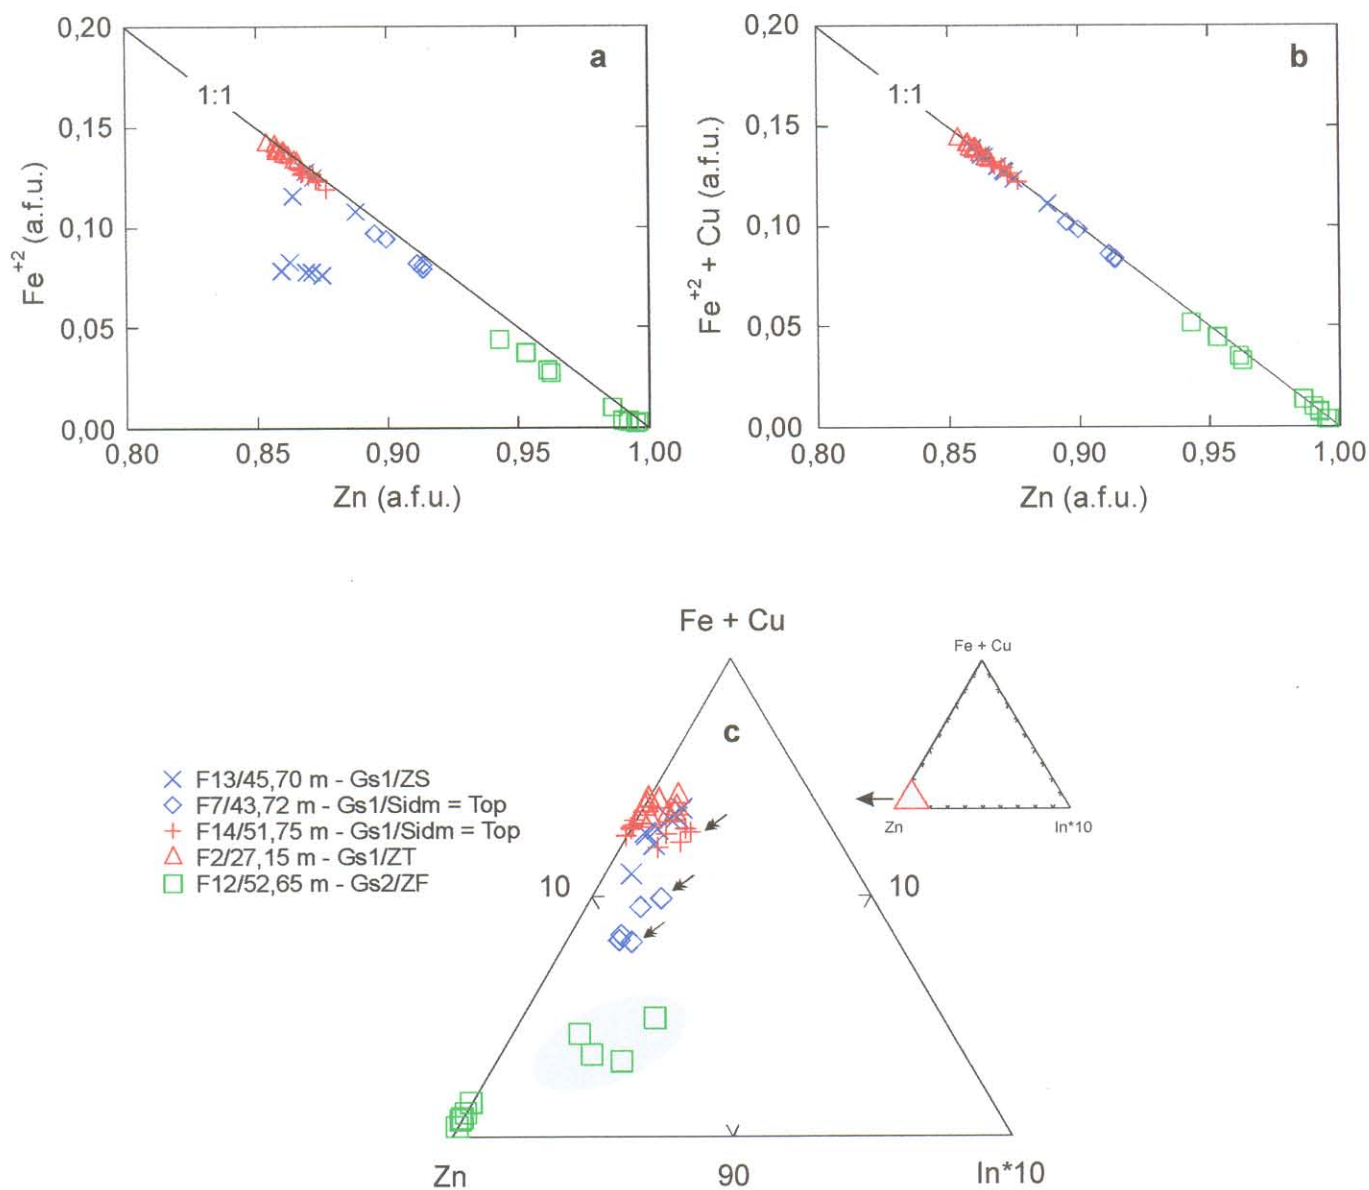 0,20
a
1:1
0,15
0,10
0,05
0,00
0,80
0,85
0,90
0,95
1,00
Fe+2 (a.f.u.)
Zn (a.f.u.)
0,20
b
1:1
0,15
0,10
0,05
0,00
0,80
0,85
0,90
0,95
1,00
Fe+2 + Cu (a.f.u.)
Zn (a.f.u.)
Fe + Cu
c
10
10
Zn
90
In*10
Fe + Cu
Zn
In*10
F13/45,70 m - Gs1/ZS
F7/43,72 m - Gs1/Sidm = Top
F14/51,75 m - Gs1/Sidm = Top
F2/27,15 m - Gs1/ZT
F12/52,65 m - Gs2/ZF